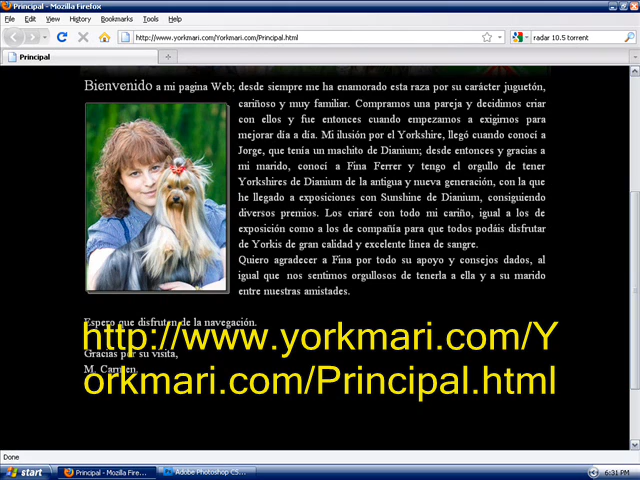 Principal - Mozilla Firefox
File Edit View History Bookmarks Tools Help
http://www.yorkmari.com/Yorkmari.com/Principal.html
radar 10.5 torrent
Principal
Bienvenido a mi pagina Web; desde siempre me ha enamorado esta raza por su carácter juguetón,
cariñoso y muy familiar. Compramos una pareja y decidimos criar
con ellos y fue entonces cuando empezamos a exigirnos para
mejorar día a día. Mi ilusión por el Yorkshire, llegó cuando conocí a
Jorge, que tenía un machito de Dianium; desde entonces y gracias a
mi marido, conocí a Fina Ferrer y tengo el orgullo de tener
Yorkshires de Dianium de la antigua y nueva generación, con la que
he llegado a exposiciones con Sunshine de Dianium, consiguiendo
diversos premios. Los criaré con todo mi cariño, igual a los de
exposición como a los de compañía para que todos podáis disfrutar
de Yorkis de gran calidad y excelente línea de sangre.
Quiero agradecer a Fina por todo su apoyo y consejos dados, al
igual que nos sentimos orgullosos de tenerla a ella y a su marido
entre nuestras amistades.
Espero que disfruten de la navegación.
http://www.yorkmari.com/Y
Gracias por su visita,
M. Carmen.
orkmari.com/Principal.html
Done
start
Principal - Mozilla Fire...
Adobe Photoshop CS...
6:31 PM